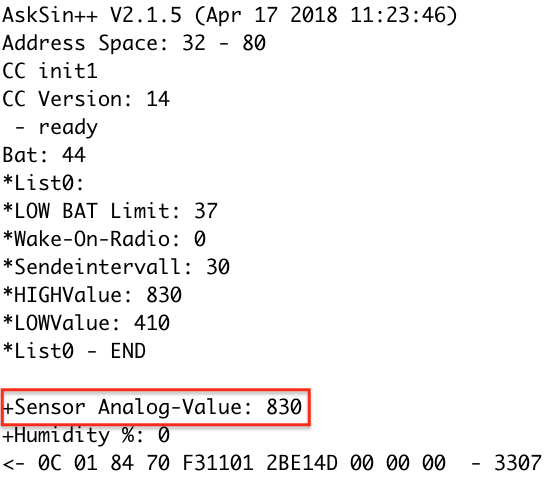 AskSin++ V2.1.5 (Apr 17 2018 11:23:46)
Address Space: 32 - 80
CC init1
CC Version: 14
 - ready
Bat: 44
*List0:
*LOW BAT Limit: 37
*Wake-On-Radio: 0
*Sendeintervall: 30
*HIGHValue: 830
*LOWValue: 410
*List0 - END

+Sensor Analog-Value: 830
+Humidity %: 0
<- 0C 01 84 70 F31101 2BE14D 00 00 00  - 3307